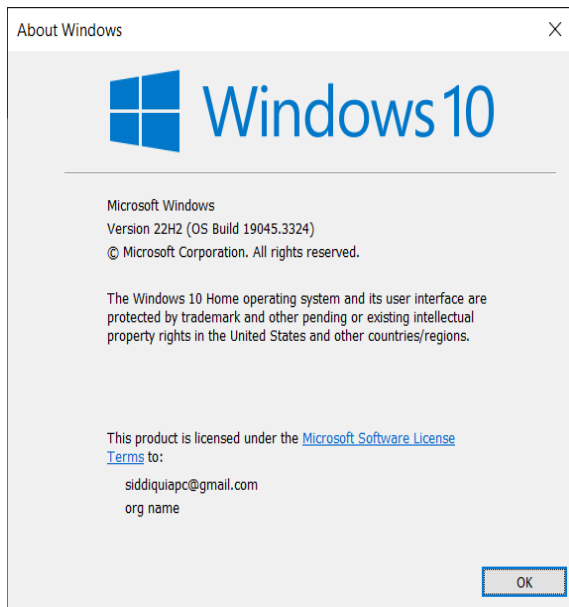 About Windows
Windows 10
Microsoft Windows
Version 22H2 (OS Build 19045.3324)
© Microsoft Corporation. All rights reserved.
The Windows 10 Home operating system and its user interface are
protected by trademark and other pending or existing intellectual
property rights in the United States and other countries/regions.
This product is licensed under the Microsoft Software License
Terms to:
siddiquiapc@gmail.com
org name
OK